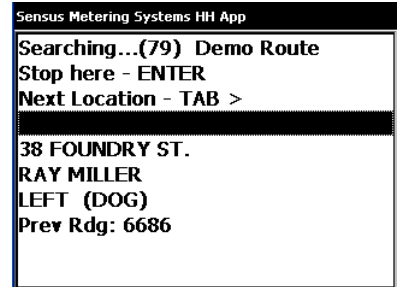 Sensus Metering Systems HH App
Searching...(79) Demo Route
Stop here - ENTER
Next Location - TAB >
38 FOUNDRY ST.
RAY MILLER
LEFT (DOG)
Prev Rdg: 6686